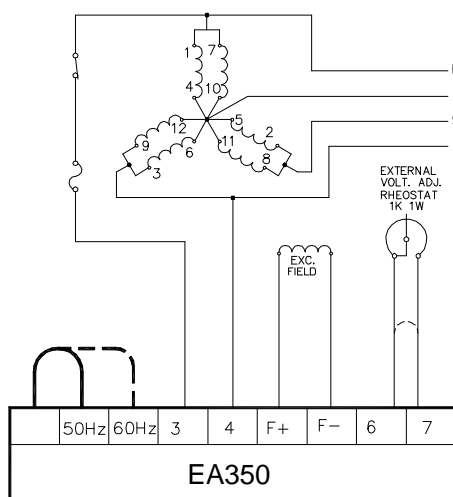 1 7
4 10
12 5
9 2
6 11
3 8
EXTERNAL
VOLT. ADJ.
RHEOSTAT
1K 1W
EXC.
FIELD
50Hz 60Hz 3 4 F+ F- 6 7
EA350